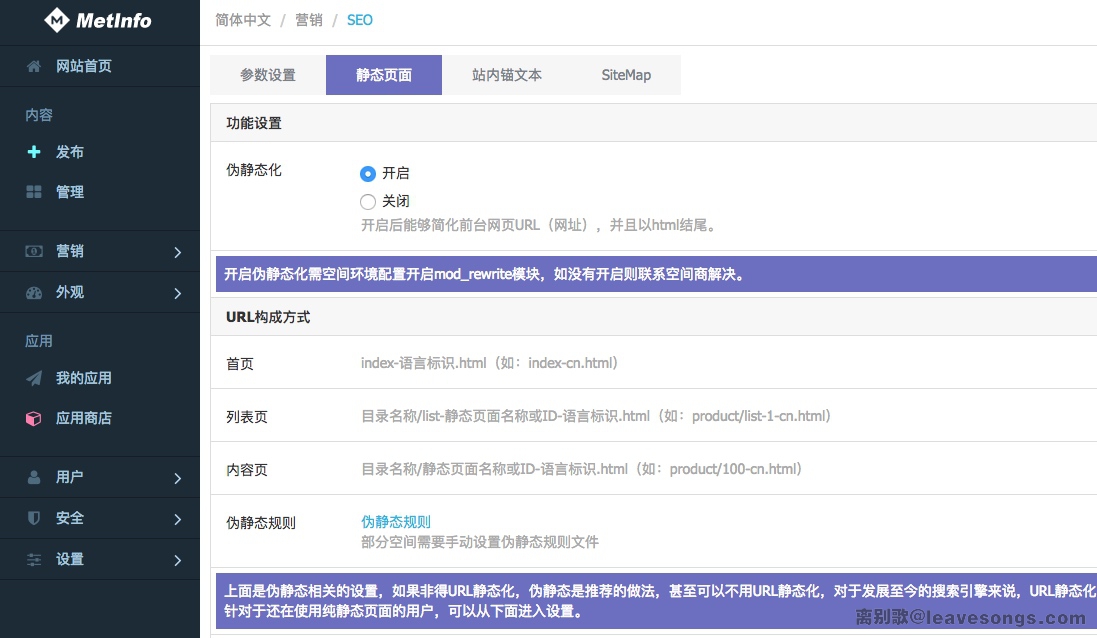 MetInfo
简体中文 / 营销 / SEO
网站首页
内容
发布
管理
营销
外观
应用
我的应用
应用商店
用户
安全
设置
参数设置 静态页面 站内锚文本 SiteMap
功能设置
伪静态化
开启
关闭
开启后能够简化前台网页URL（网址），并且以html结尾。
开启伪静态化需空间环境配置开启mod_rewrite模块，如没有开启则联系空间商解决。
URL构成方式
首页 index-语言标识.html（如：index-cn.html）
列表页 目录名称/list-静态页面名称或ID-语言标识.html（如：product/list-1-cn.html）
内容页 目录名称/静态页面名称或ID-语言标识.html（如：product/100-cn.html）
伪静态规则 伪静态规则
部分空间需要手动设置伪静态规则文件
上面是伪静态相关的设置，如果非得URL静态化，伪静态是推荐的做法，甚至可以不用URL静态化，对于发展至今的搜索引擎来说，URL静态化
针对于还在使用纯静态页面的用户，可以从下面进入设置。
离别歌@leavesongs.com